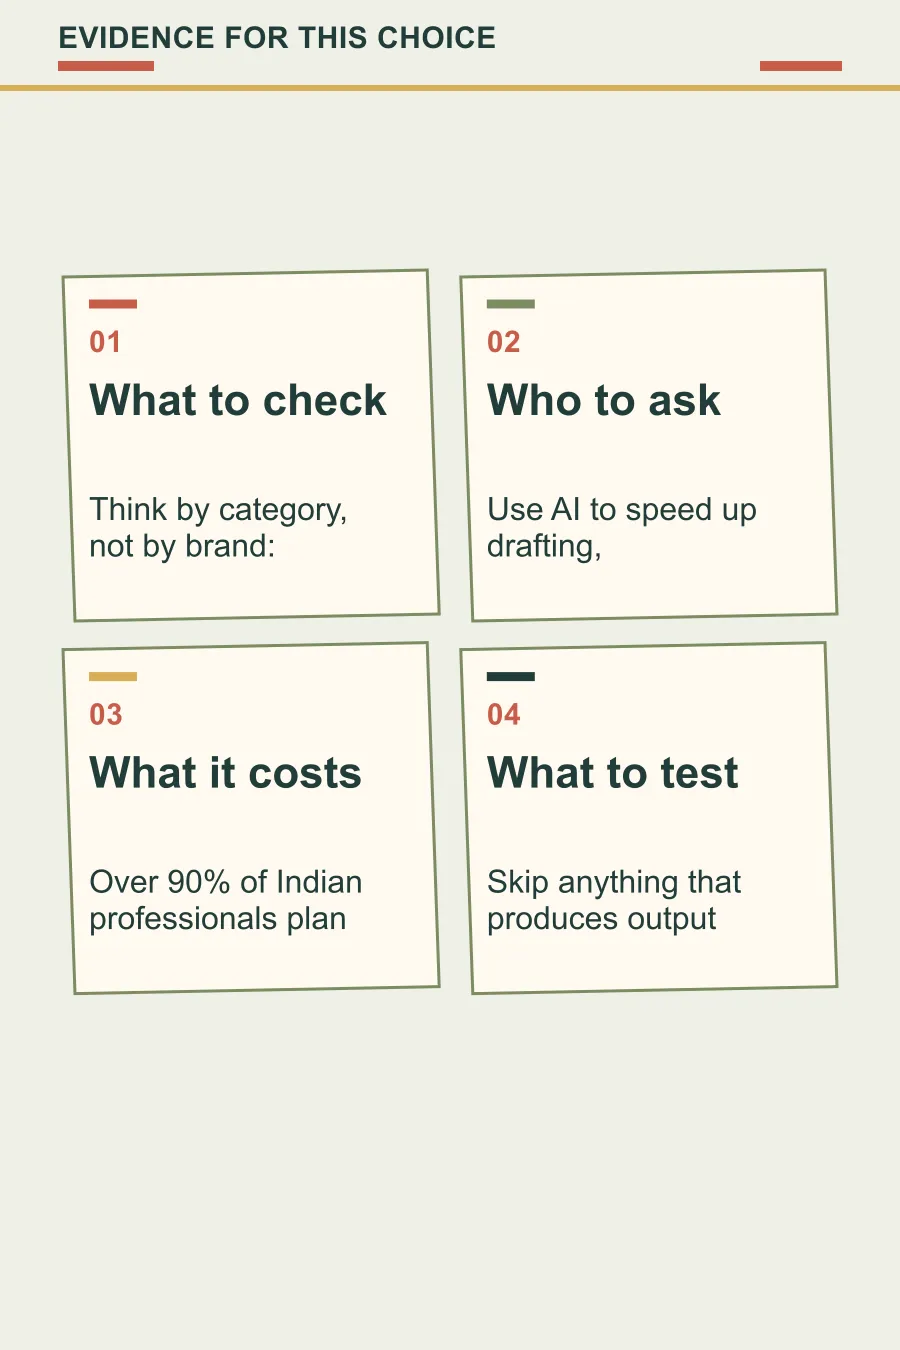 EVIDENCE FOR THIS CHOICE
01
What to check
Think by category,
not by brand:
02
Who to ask
Use AI to speed up
drafting,
03
What it costs
Over 90% of Indian
professionals plan
04
What to test
Skip anything that
produces output